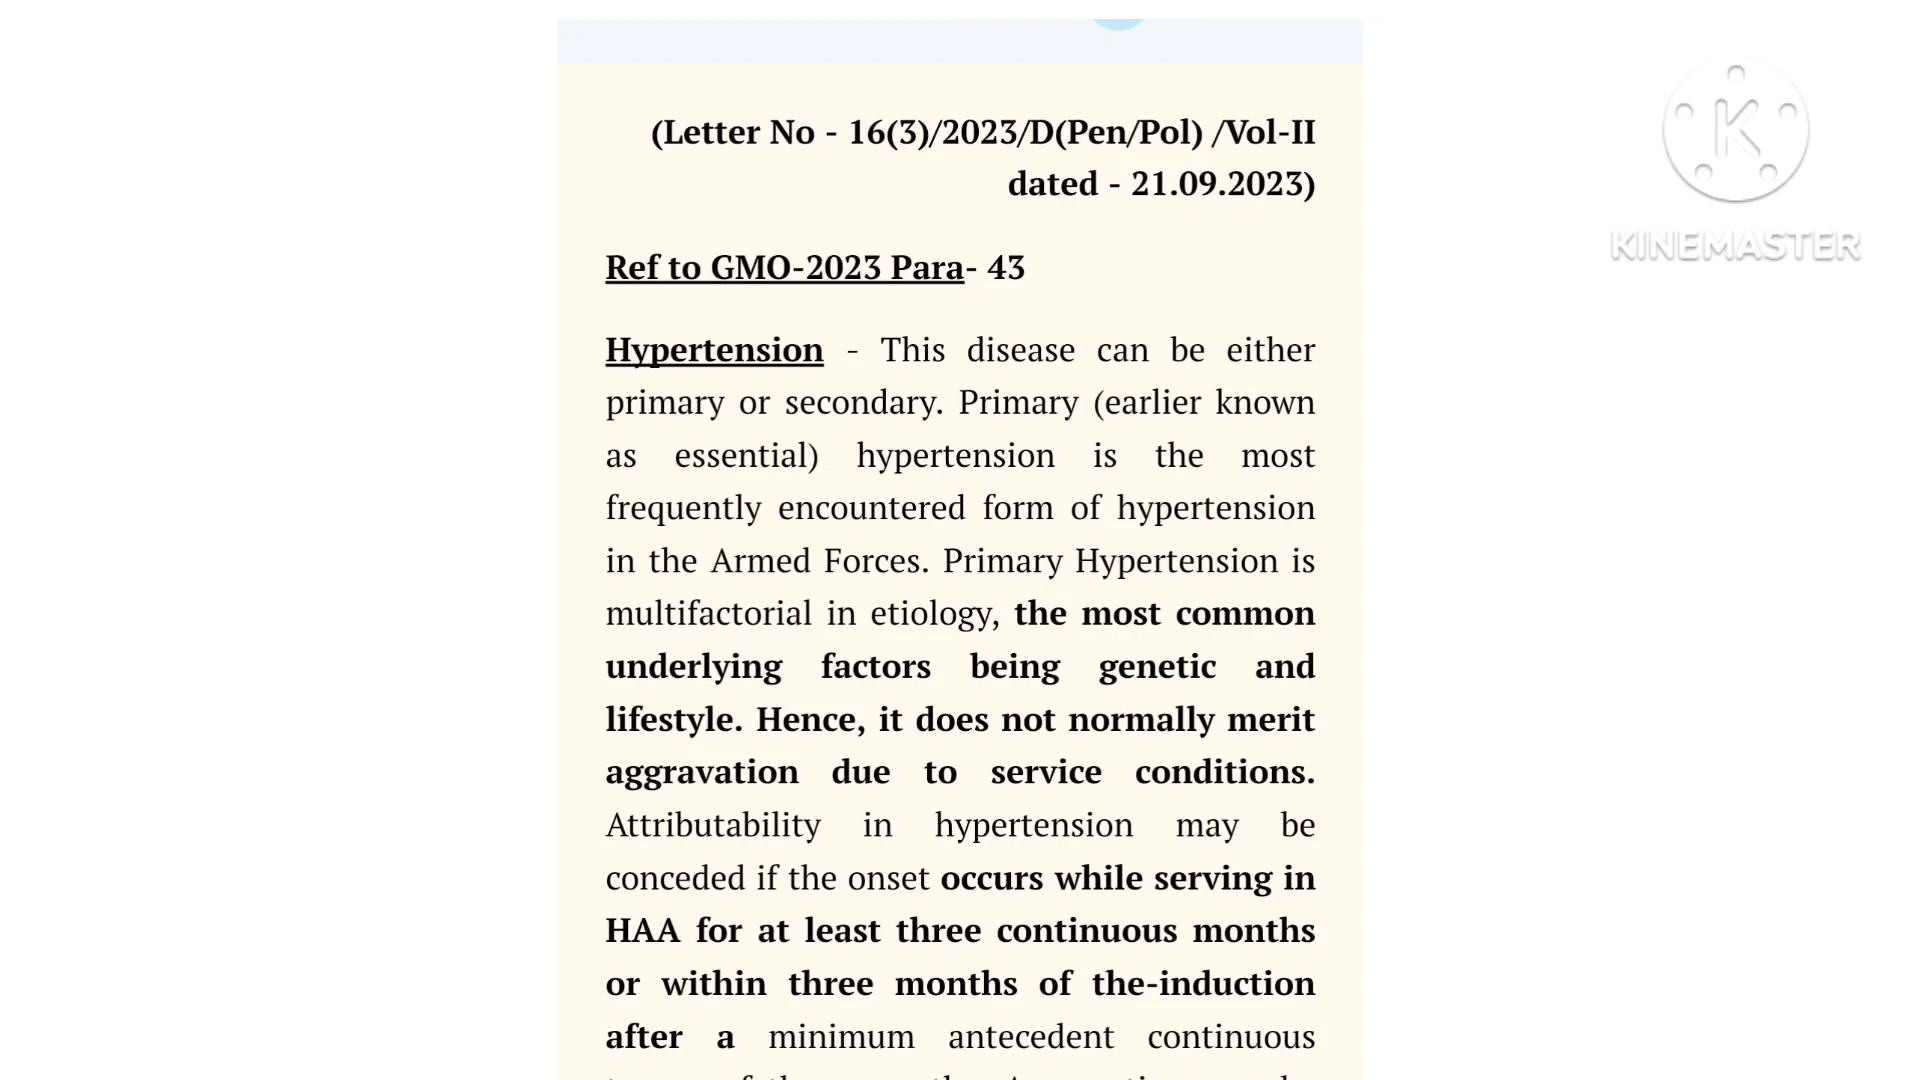 (Letter No - 16(3)/2023/D(Pen/Pol) /Vol-II
dated - 21.09.2023)
Ref to GMO-2023 Para- 43
Hypertension - This disease can be either
primary or secondary. Primary (earlier known
as essential) hypertension is the most
frequently encountered form of hypertension
in the Armed Forces. Primary Hypertension is
multifactorial in etiology, the most common
underlying factors being genetic and
lifestyle. Hence, it does not normally merit
aggravation due to service conditions.
Attributability in hypertension may be
conceded if the onset occurs while serving in
HAA for at least three continuous months
or within three months of the-induction
after a minimum antecedent continuous
K
KINEMASTER